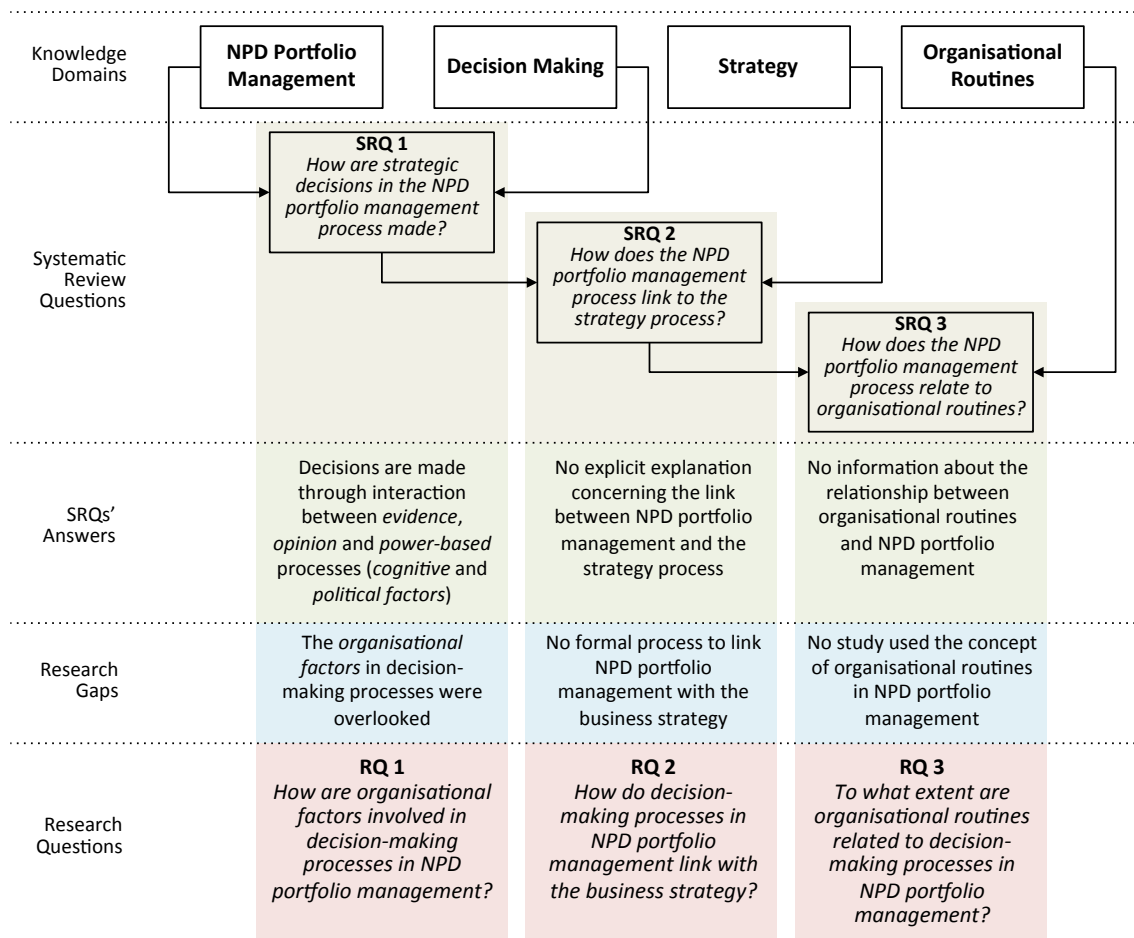 Knowledge
Domains
NPD Portfolio
Management
Decision Making
Strategy
Organisational
Routines
Systematic
Review
Questions
SRQ 1
How are strategic
decisions in the NPD
portfolio management
process made?
SRQ 2
How does the NPD
portfolio management
process link to the
strategy process?
SRQ 3
How does the NPD
portfolio management
process relate to
organisational routines?
SRQs’
Answers
Decisions are made
through interaction
between evidence,
opinion and power-based
processes (cognitive and
political factors)
No explicit explanation
concerning the link
between NPD portfolio
management and the
strategy process
No information about the
relationship between
organisational routines
and NPD portfolio
management
Research
Gaps
The organisational
factors in decision-
making processes were
overlooked
No formal process to link
NPD portfolio
management with the
business strategy
No study used the concept
of organisational routines
in NPD portfolio
management
Research
Questions
RQ 1
How are organisational
factors involved in
decision-making
processes in NPD
portfolio management?
RQ 2
How do decision-
making processes in
NPD portfolio
management link with
the business strategy?
RQ 3
To what extent are
organisational routines
related to decision-
making processes in
NPD portfolio
management?